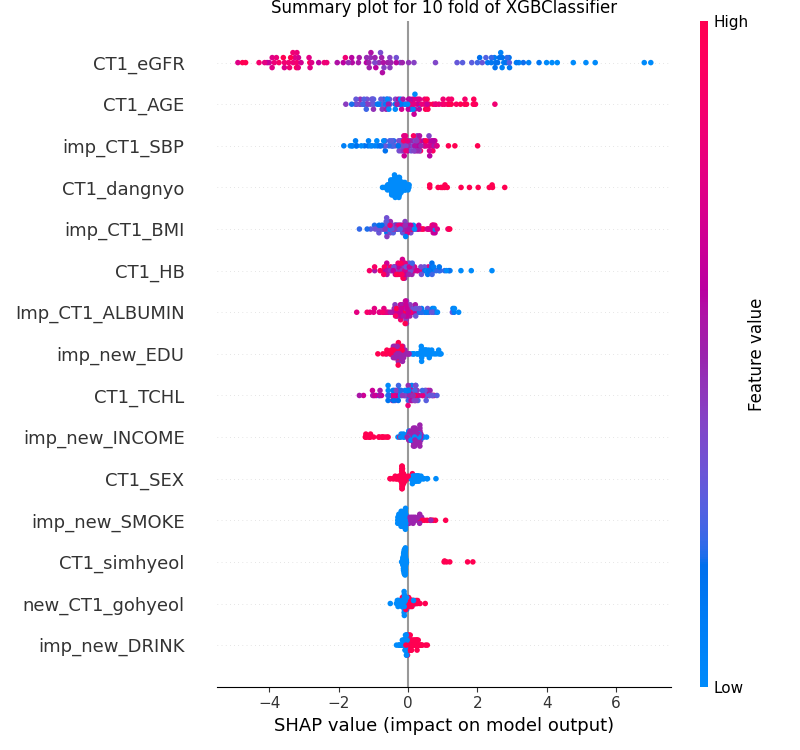 Summary plot for 10 fold of XGBClassifier
High
CT1_eGFR
CT1_AGE
imp_CT1_SBP
CT1_dangnyo
imp_CT1_BMI
CT1_HB
Imp_CT1_ALBUMIN
imp_new_EDU
CT1_TCHL
imp_new_INCOME
CT1_SEX
imp_new_SMOKE
CT1_simhyeol
new_CT1_gohyeol
imp_new_DRINK
Feature value
Low
−4 −2 0 2 4 6
SHAP value (impact on model output)